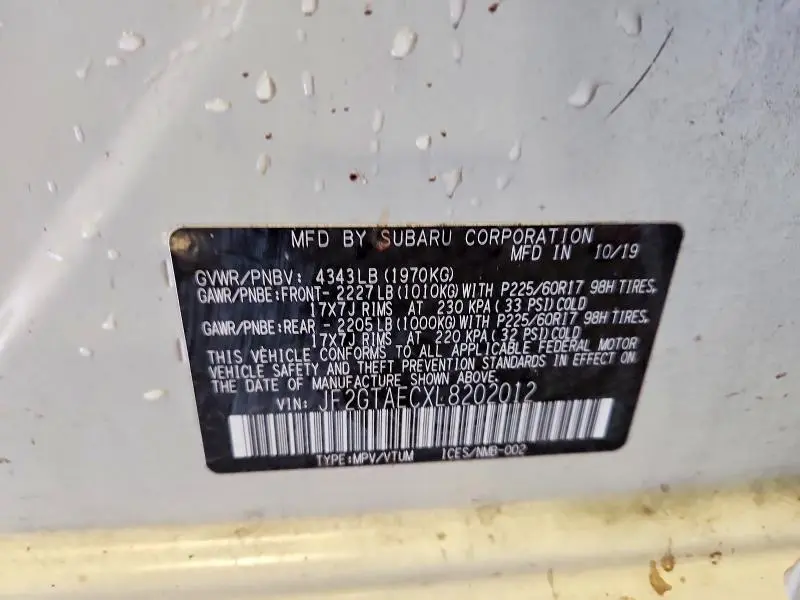 MFD BY SUBARU CORPORATION
MFD IN 10/19
GVWR/PNBV: 4343LB (1970KG)
GAWR/PNBE:FRONT- 2227LB (1010KG) WITH P225/60R17 98H TIRES,
17X7J RIMS AT 230 KPA (33 PSI) COLD
GAWR/PNBE:REAR - 2205LB (1000KG) WITH P225/60R17 98H TIRES,
17X7J RIMS AT 220 KPA (32 PSI) COLD
THIS VEHICLE CONFORMS TO ALL APPLICABLE FEDERAL MOTOR
VEHICLE SAFETY AND THEFT PREVENTION STANDARDS IN EFFECT ON
THE DATE OF MANUFACTURE SHOWN ABOVE.
VIN: JF2GTAECXL8202012
TYPE:MPV/VTUM ICES/NMB-002